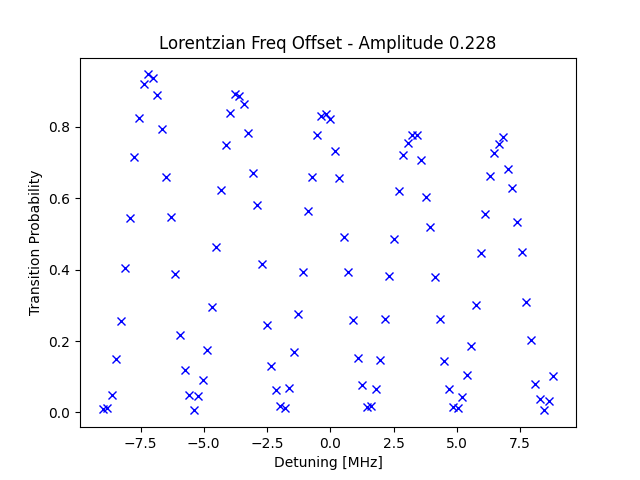 Lorentzian Freq Offset - Amplitude 0.228
Transition Probability
0.8
0.6
0.4
0.2
0.0
−7.5 −5.0 −2.5 0.0 2.5 5.0 7.5
Detuning [MHz]